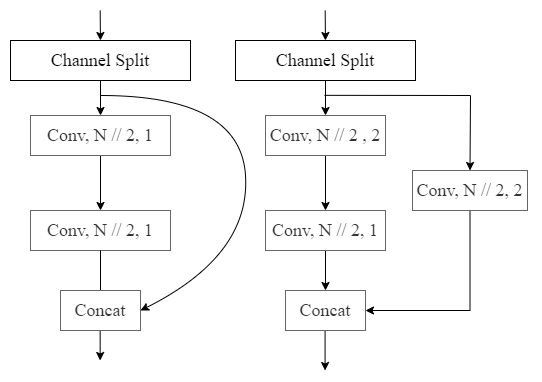 Channel Split
Conv, N // 2, 1
Conv, N // 2, 1
Concat
Channel Split
Conv, N // 2 , 2
Conv, N // 2, 2
Conv, N // 2, 1
Concat